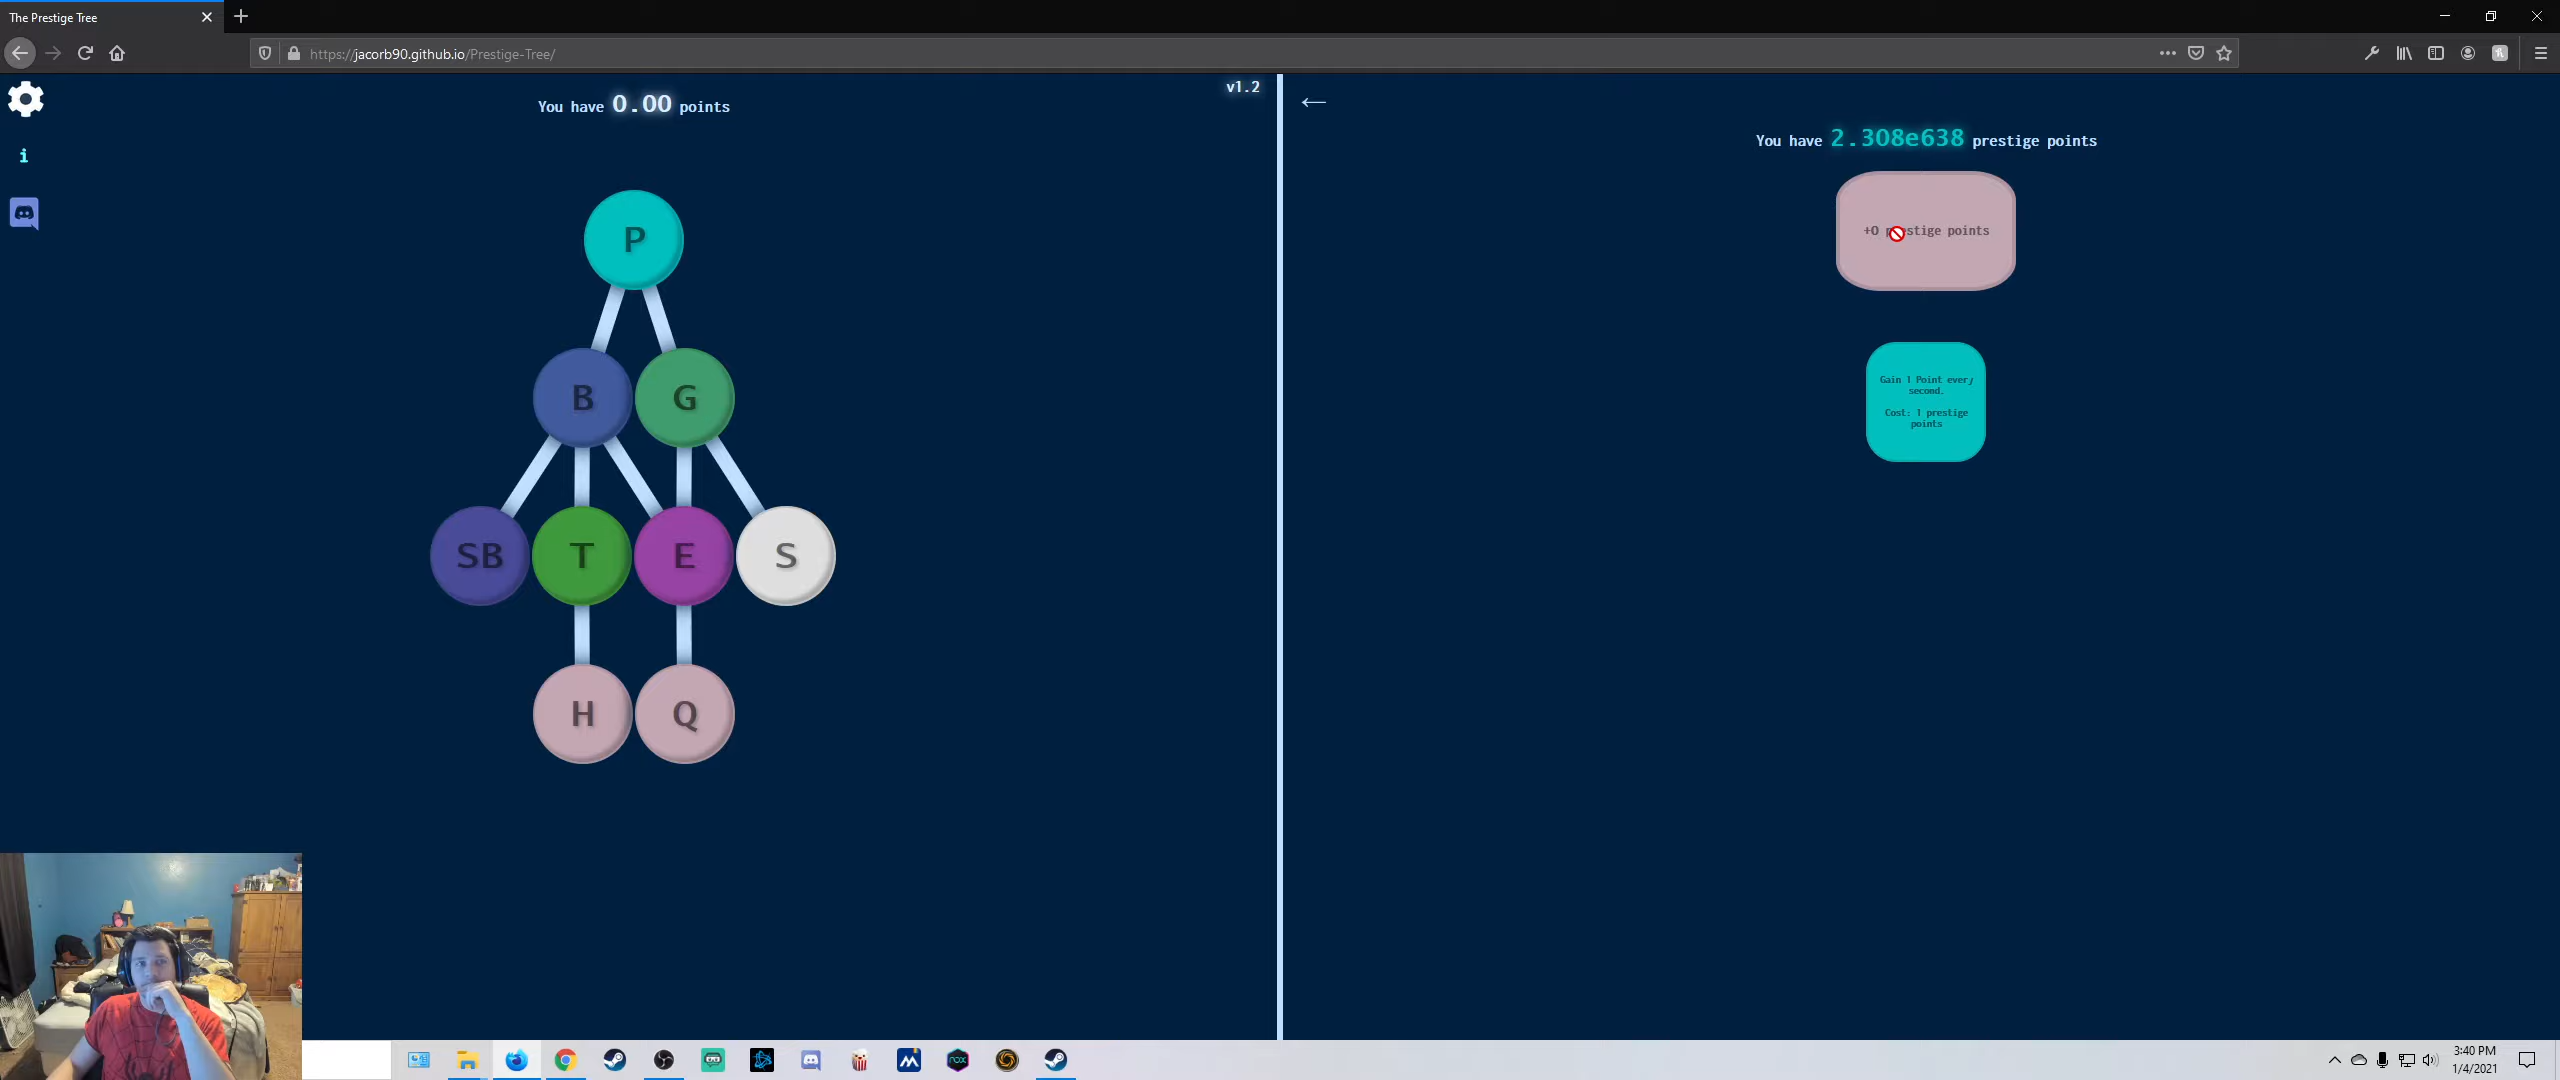 The Prestige Tree
https://jacorb90.github.io/Prestige-Tree/
You have 0.00 points
v1.2
i
P
B
G
SB
T
E
S
H
Q
←
You have 2.308e638 prestige points
+0 prestige points
Gain 1 Point every
second.
Cost: 1 prestige
points
nox
3:40 PM
1/4/2021